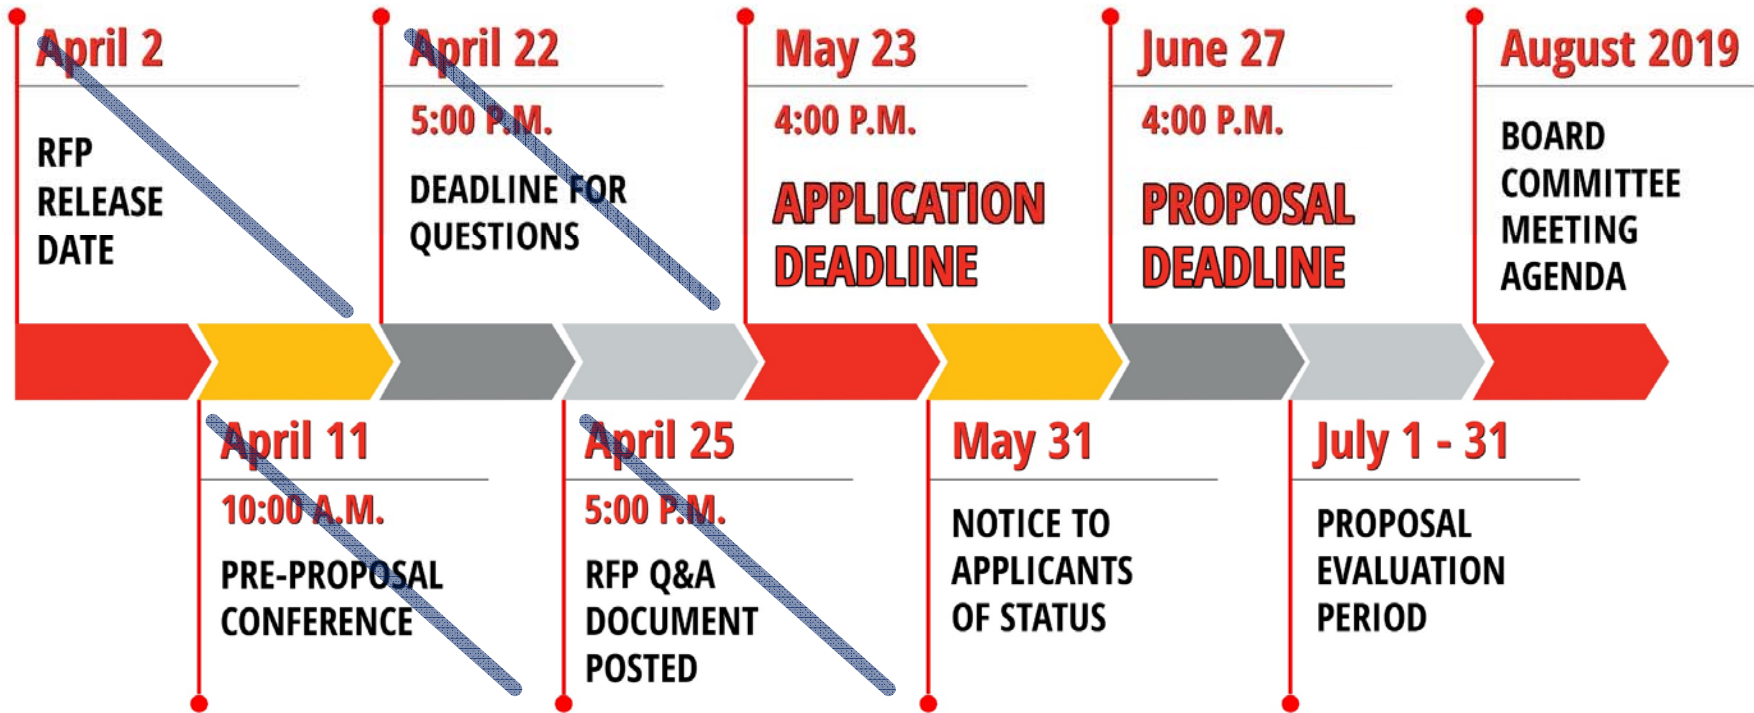 April 2
RFP
RELEASE
DATE
April 22
5:00 P.M.
DEADLINE FOR
QUESTIONS
May 23
4:00 P.M.
APPLICATION
DEADLINE
June 27
4:00 P.M.
PROPOSAL
DEADLINE
August 2019
BOARD
COMMITTEE
MEETING
AGENDA
April 11
10:00 A.M.
PRE-PROPOSAL
CONFERENCE
April 25
5:00 P.M.
RFP Q&A
DOCUMENT
POSTED
May 31
NOTICE TO
APPLICANTS
OF STATUS
July 1 - 31
PROPOSAL
EVALUATION
PERIOD